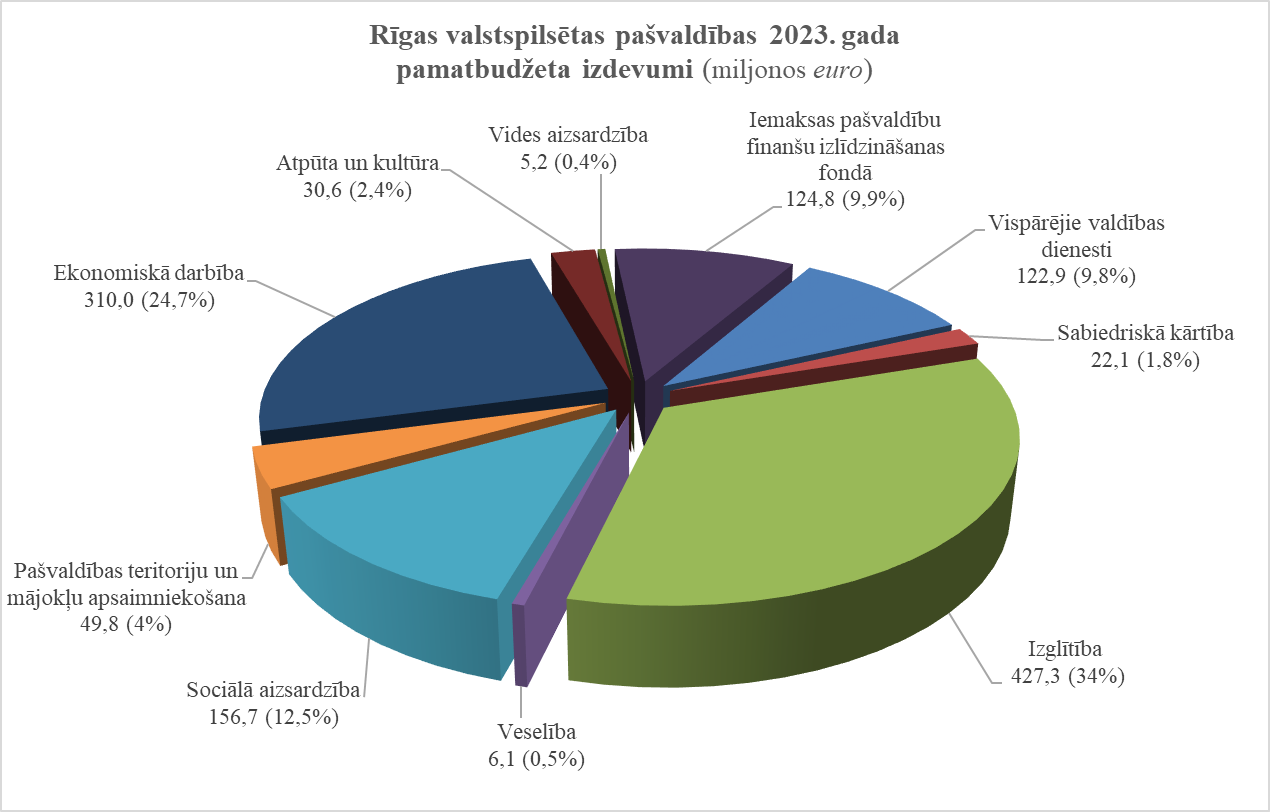 Rīgas valstspilsētas pašvaldības 2023. gada
pamatbudžeta izdevumi (miljonos euro)
Vides aizsardzība
5,2 (0,4%)
Iemaksas pašvaldību
finanšu izlīdzināšanas
fondā
124,8 (9,9%)
Atpūta un kultūra
30,6 (2,4%)
Vispārējie valdības
dienesti
122,9 (9,8%)
Ekonomiskā darbība
310,0 (24,7%)
Sabiedriskā kārtība
22,1 (1,8%)
Pašvaldības teritoriju un
mājokļu apsaimniekošana
49,8 (4%)
Izglītība
427,3 (34%)
Sociālā aizsardzība
156,7 (12,5%)
Veselība
6,1 (0,5%)